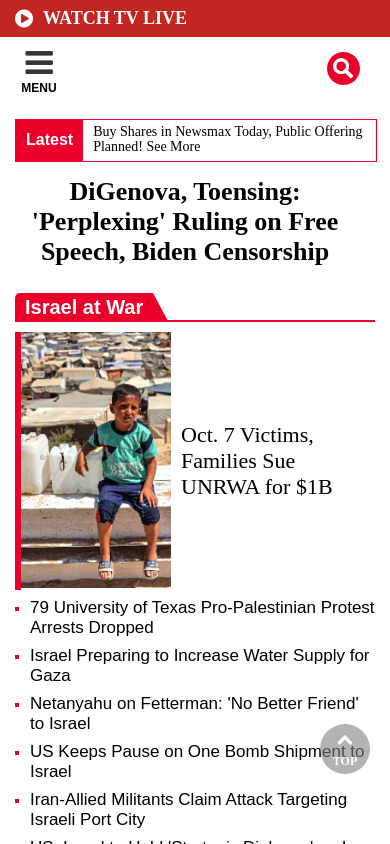 WATCH TV LIVE
MENU
Latest
Buy Shares in Newsmax Today, Public Offering
Planned! See More
DiGenova, Toensing:
'Perplexing' Ruling on Free
Speech, Biden Censorship
Israel at War
Oct. 7 Victims,
Families Sue
UNRWA for $1B
79 University of Texas Pro-Palestinian Protest
Arrests Dropped
Israel Preparing to Increase Water Supply for
Gaza
Netanyahu on Fetterman: 'No Better Friend'
to Israel
US Keeps Pause on One Bomb Shipment to
Israel
TOP
Iran-Allied Militants Claim Attack Targeting
Israeli Port City